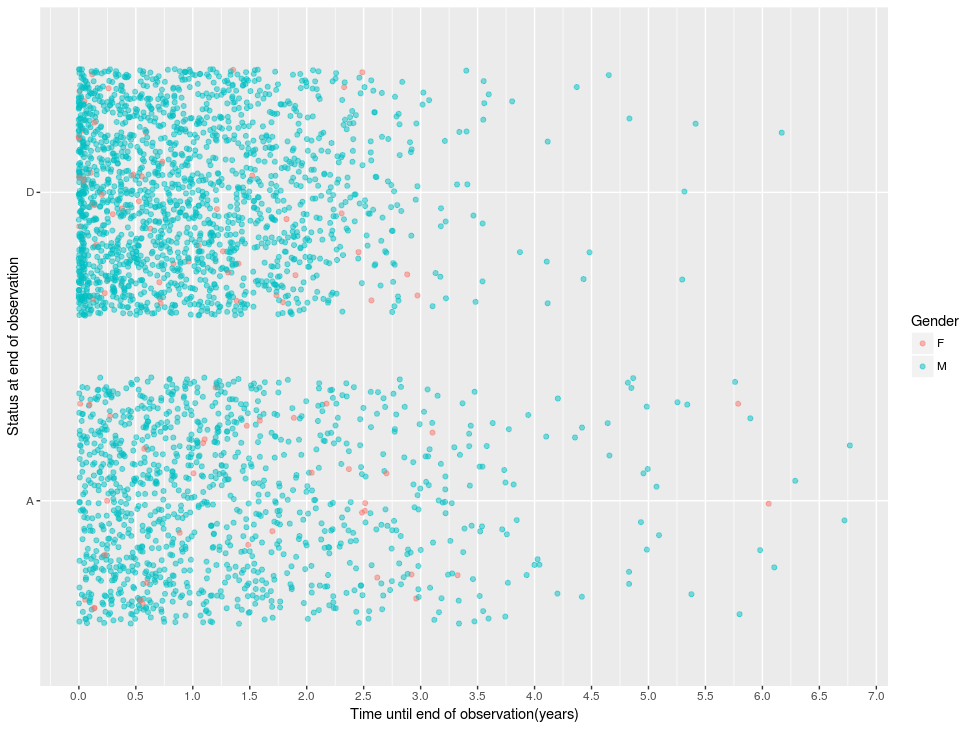 D
A
Status at end of observation
0.0 0.5 1.0 1.5 2.0 2.5 3.0 3.5 4.0 4.5 5.0 5.5 6.0 6.5 7.0
Time until end of observation(years)
Gender
F
M